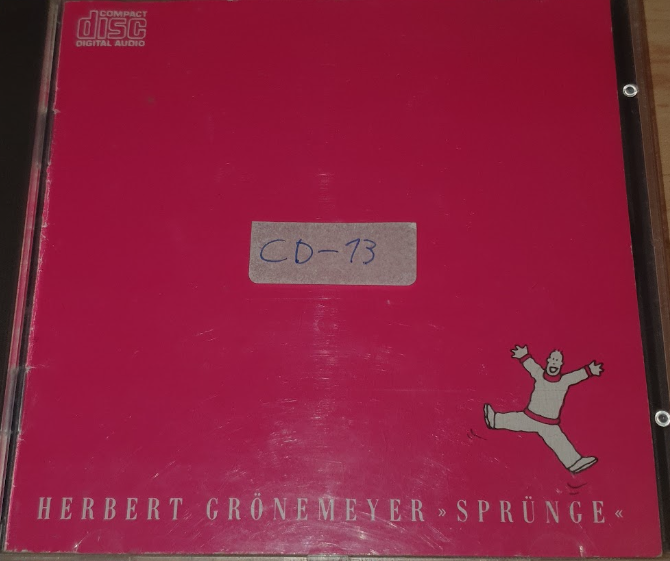 COMPACT
disc
DIGITAL AUDIO
CD-13
HERBERT GRÖNEMEYER »SPRÜNGE«